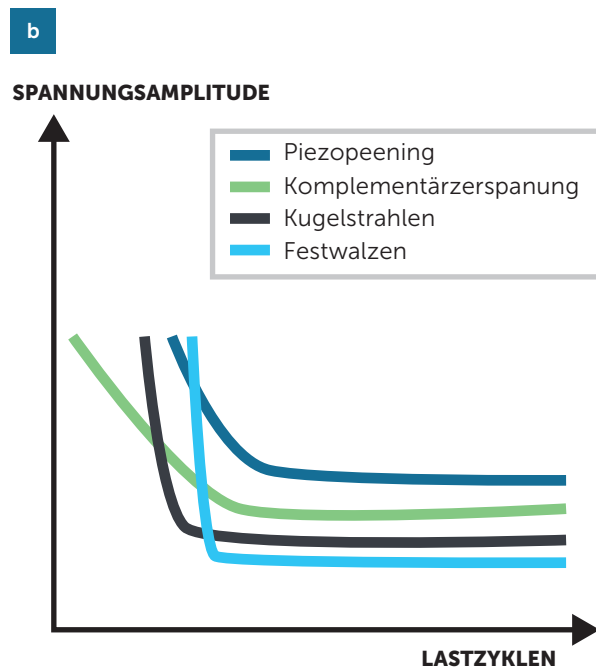 b
SPANNUNGSAMPLITUDE
Piezopeening
Komplementärzerspanung
Kugelstrahlen
Festwalzen
LASTZYKLEN